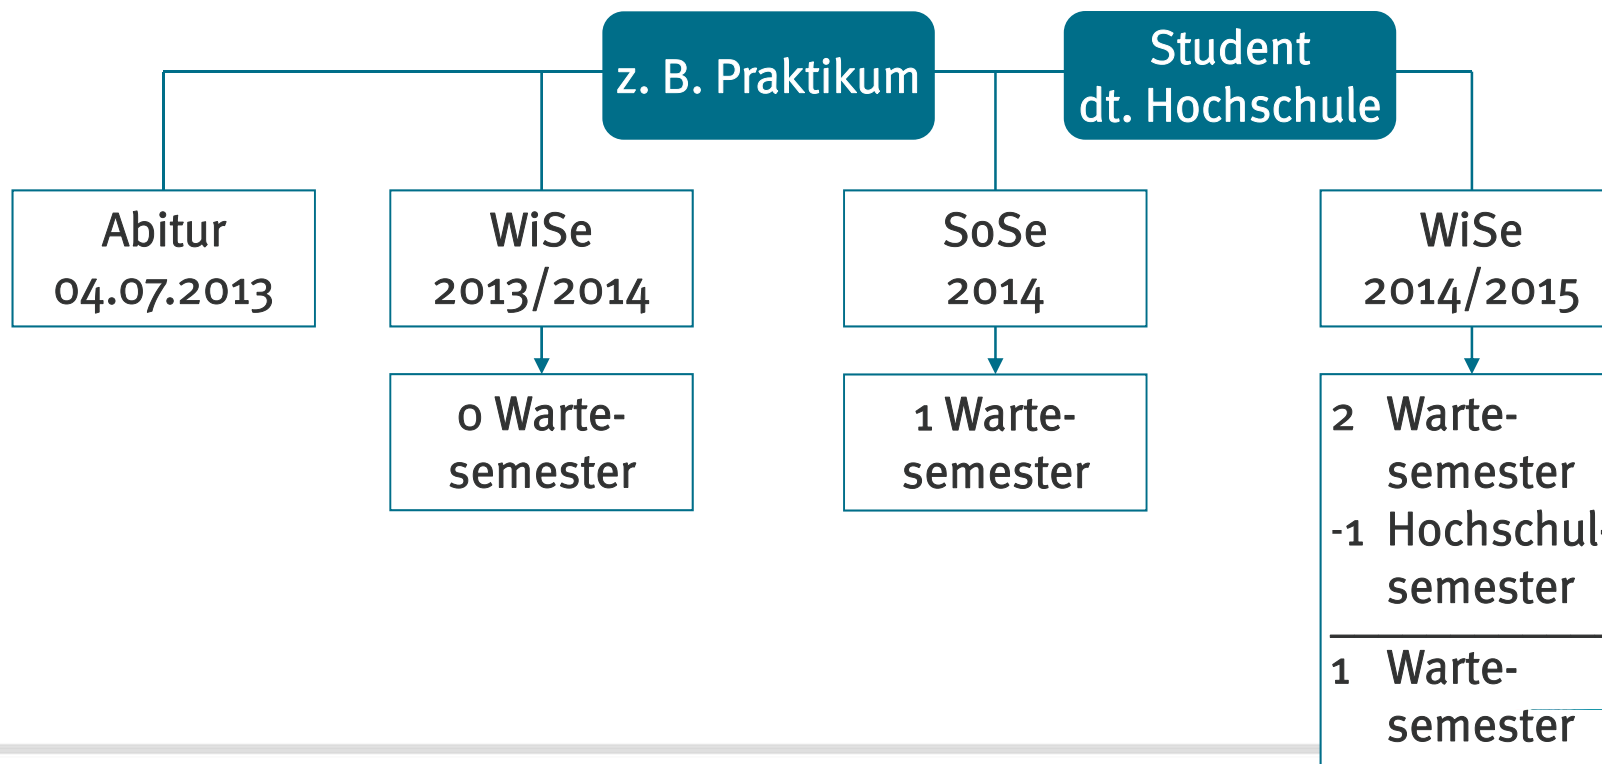 z. B. Praktikum
Student
dt. Hochschule
Abitur
04.07.2013
WiSe
2013/2014
SoSe
2014
WiSe
2014/2015
0 Warte-
semester
1 Warte-
semester
2 Warte-
semester
-1 Hochschul-
semester
1 Warte-
semester